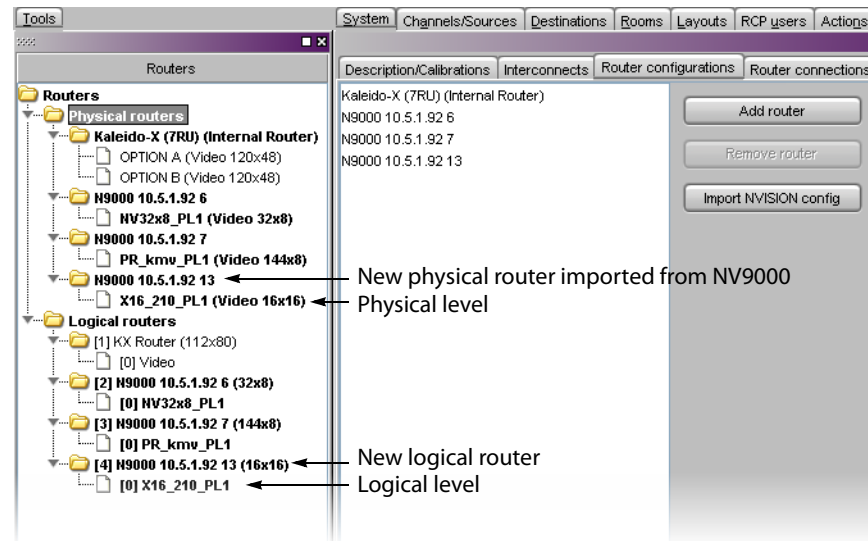 Tools
System Channels/Sources Destinations Rooms Layouts RCP users Actions
Routers
Description/Calibrations Interconnects Router configurations Router connections
Routers
Physical routers
Kaleido-X (7RU) (Internal Router)
OPTION A (Video 120x48)
OPTION B (Video 120x48)
N9000 10.5.1.92 6
NV32x8_PL1 (Video 32x8)
N9000 10.5.1.92 7
PR_kmv_PL1 (Video 144x8)
N9000 10.5.1.92 13
X16_210_PL1 (Video 16x16)
Logical routers
[1] KX Router (112x80)
[0] Video
[2] N9000 10.5.1.92 6 (32x8)
[0] NV32x8_PL1
[3] N9000 10.5.1.92 7 (144x8)
[0] PR_kmv_PL1
[4] N9000 10.5.1.92 13 (16x16)
[0] X16_210_PL1
Kaleido-X (7RU) (Internal Router)
N9000 10.5.1.92 6
N9000 10.5.1.92 7
N9000 10.5.1.92 13
Add router
Remove router
Import NVISION config
New physical router imported from NV9000
Physical level
New logical router
Logical level